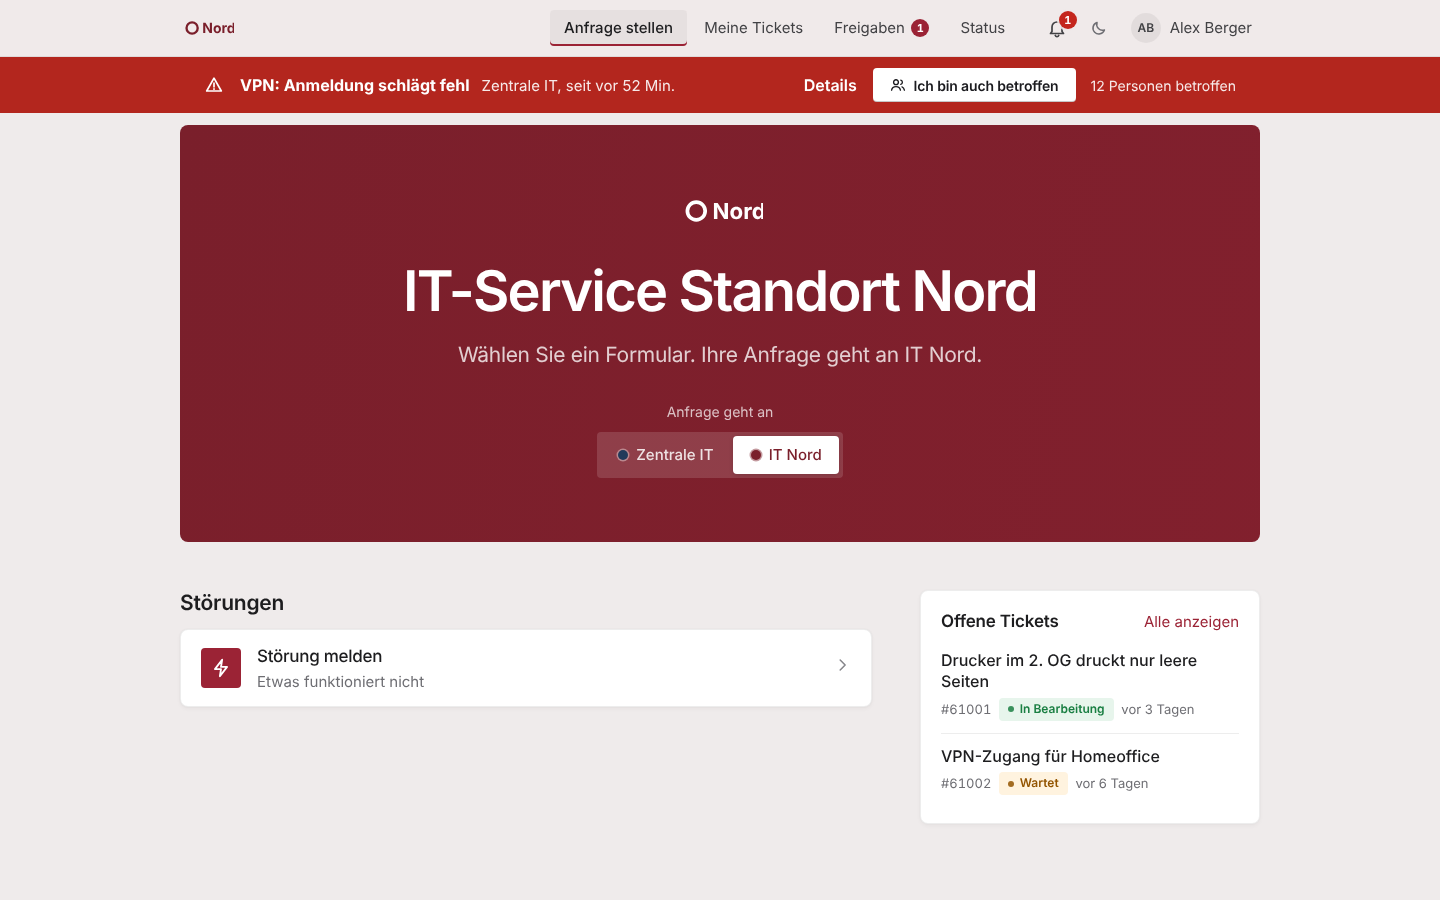 Nord
Anfrage stellen
Meine Tickets
Freigaben 1
Status
1
AB Alex Berger
VPN: Anmeldung schlägt fehl Zentrale IT, seit vor 52 Min.
Details
Ich bin auch betroffen
12 Personen betroffen
Nord
IT-Service Standort Nord
Wählen Sie ein Formular. Ihre Anfrage geht an IT Nord.
Anfrage geht an
Zentrale IT
IT Nord
Störungen
Störung melden
Etwas funktioniert nicht
Offene Tickets
Alle anzeigen
Drucker im 2. OG druckt nur leere
Seiten
#61001 In Bearbeitung vor 3 Tagen
VPN-Zugang für Homeoffice
#61002 Wartet vor 6 Tagen